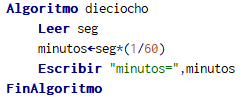 Algoritmo dieciocho
Leer seg
minutos←seg*(1/60)
Escribir "minutos=",minutos
FinAlgoritmo